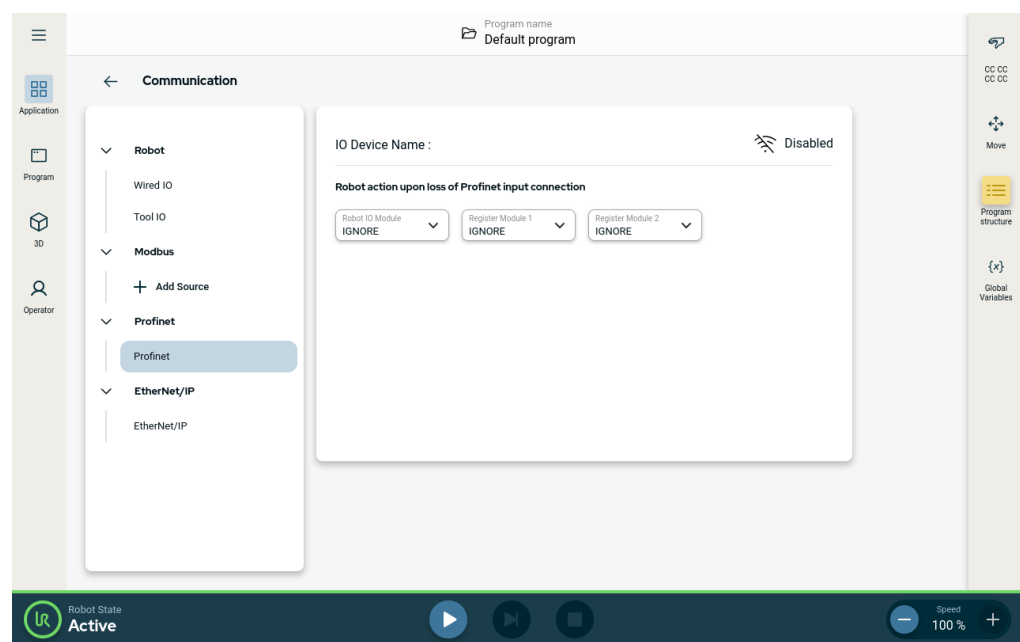 Program name
Default program
Communication
Application
Program
3D
Operator
Robot
Wired IO
Tool IO
Modbus
Add Source
Profinet
Profinet
EtherNet/IP
EtherNet/IP
IO Device Name :
Disabled
Robot action upon loss of Profinet input connection
Robot IO Module
IGNORE
Register Module 1
IGNORE
Register Module 2
IGNORE
CC CC
CC CC
Move
Program
structure
{x}
Global
Variables
UR
Robot State
Active
Speed
100 %